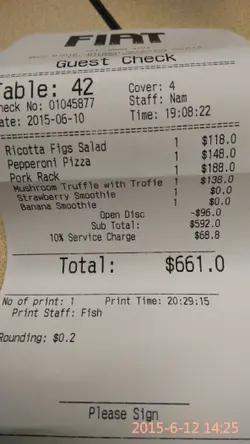 FIAT
Guest Check
Table: 42
Cover: 4
Check No: 01045877
Staff: Nam
Date: 2015-06-10
Time: 19:08:22
Ricotta Figs Salad 1 $118.0
Pepperoni Pizza 1 $148.0
Pork Rack 1 $188.0
Mushroom Truffle with Trofie 1 $138.0
Strawberry Smoothie 1 $0.0
Banana Smoothie 1 $0.0
Open Disc -$96.0
Sub Total: $592.0
10% Service Charge $68.8
Total: $661.0
No of print: 1 Print Time: 20:29:15
Print Staff: Fish
Rounding: $0.2
Please Sign
2015-6-12 14:25